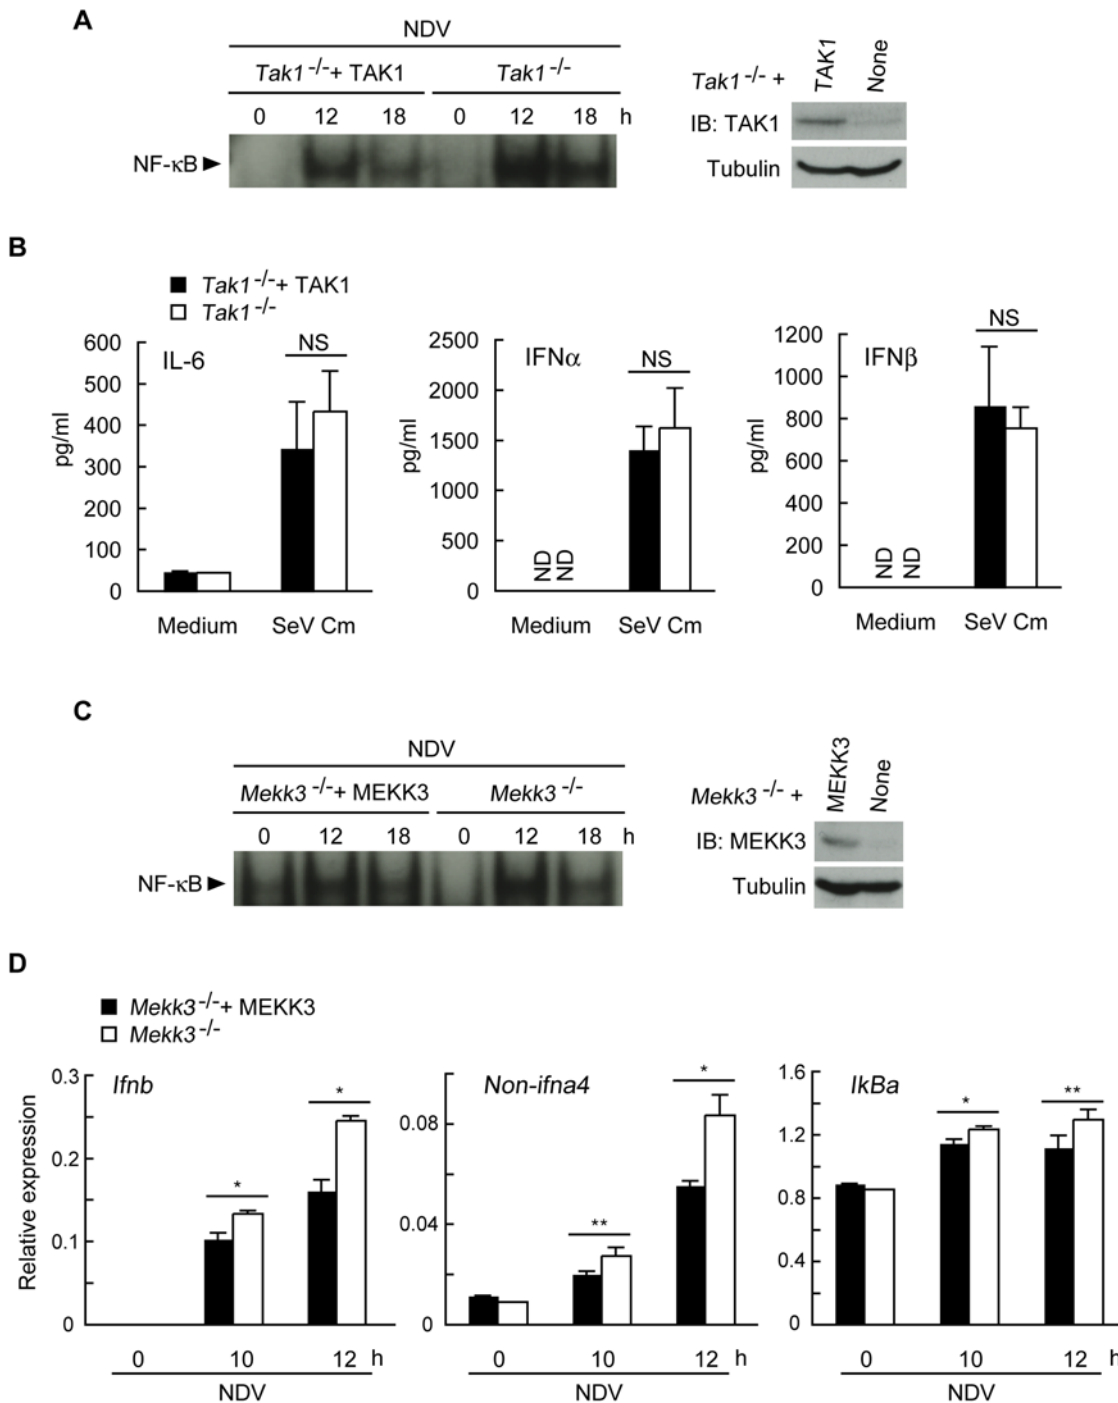 A
NDV
Tak1-/-+ TAK1 Tak1-/-
0 12 18 0 12 18 h
NF-κB
Tak1-/- + TAK1 None
IB: TAK1
Tubulin
B
Tak1-/-+ TAK1
Tak1-/-
600
500
400
300
200
100
0
pg/ml
IL-6
NS
Medium SeV Cm
2500
2000
1500
1000
500
0
pg/ml
IFNα
NS
ND ND
Medium SeV Cm
1200
1000
800
600
400
200
0
pg/ml
IFNβ
NS
ND ND
Medium SeV Cm
C
NDV
Mekk3-/-+ MEKK3 Mekk3-/-
0 12 18 0 12 18 h
NF-κB
Mekk3-/- + MEKK3 None
IB: MEKK3
Tubulin
D
Mekk3-/-+ MEKK3
Mekk3-/-
Relative expression
0.3
0.2
0.1
0
Ifnb
*
*
0 10 12 h
NDV
0.08
0.04
0
Non-ifna4
**
*
0 10 12 h
NDV
1.6
1.2
0.8
0.4
0
IkBa
*
**
0 10 12 h
NDV